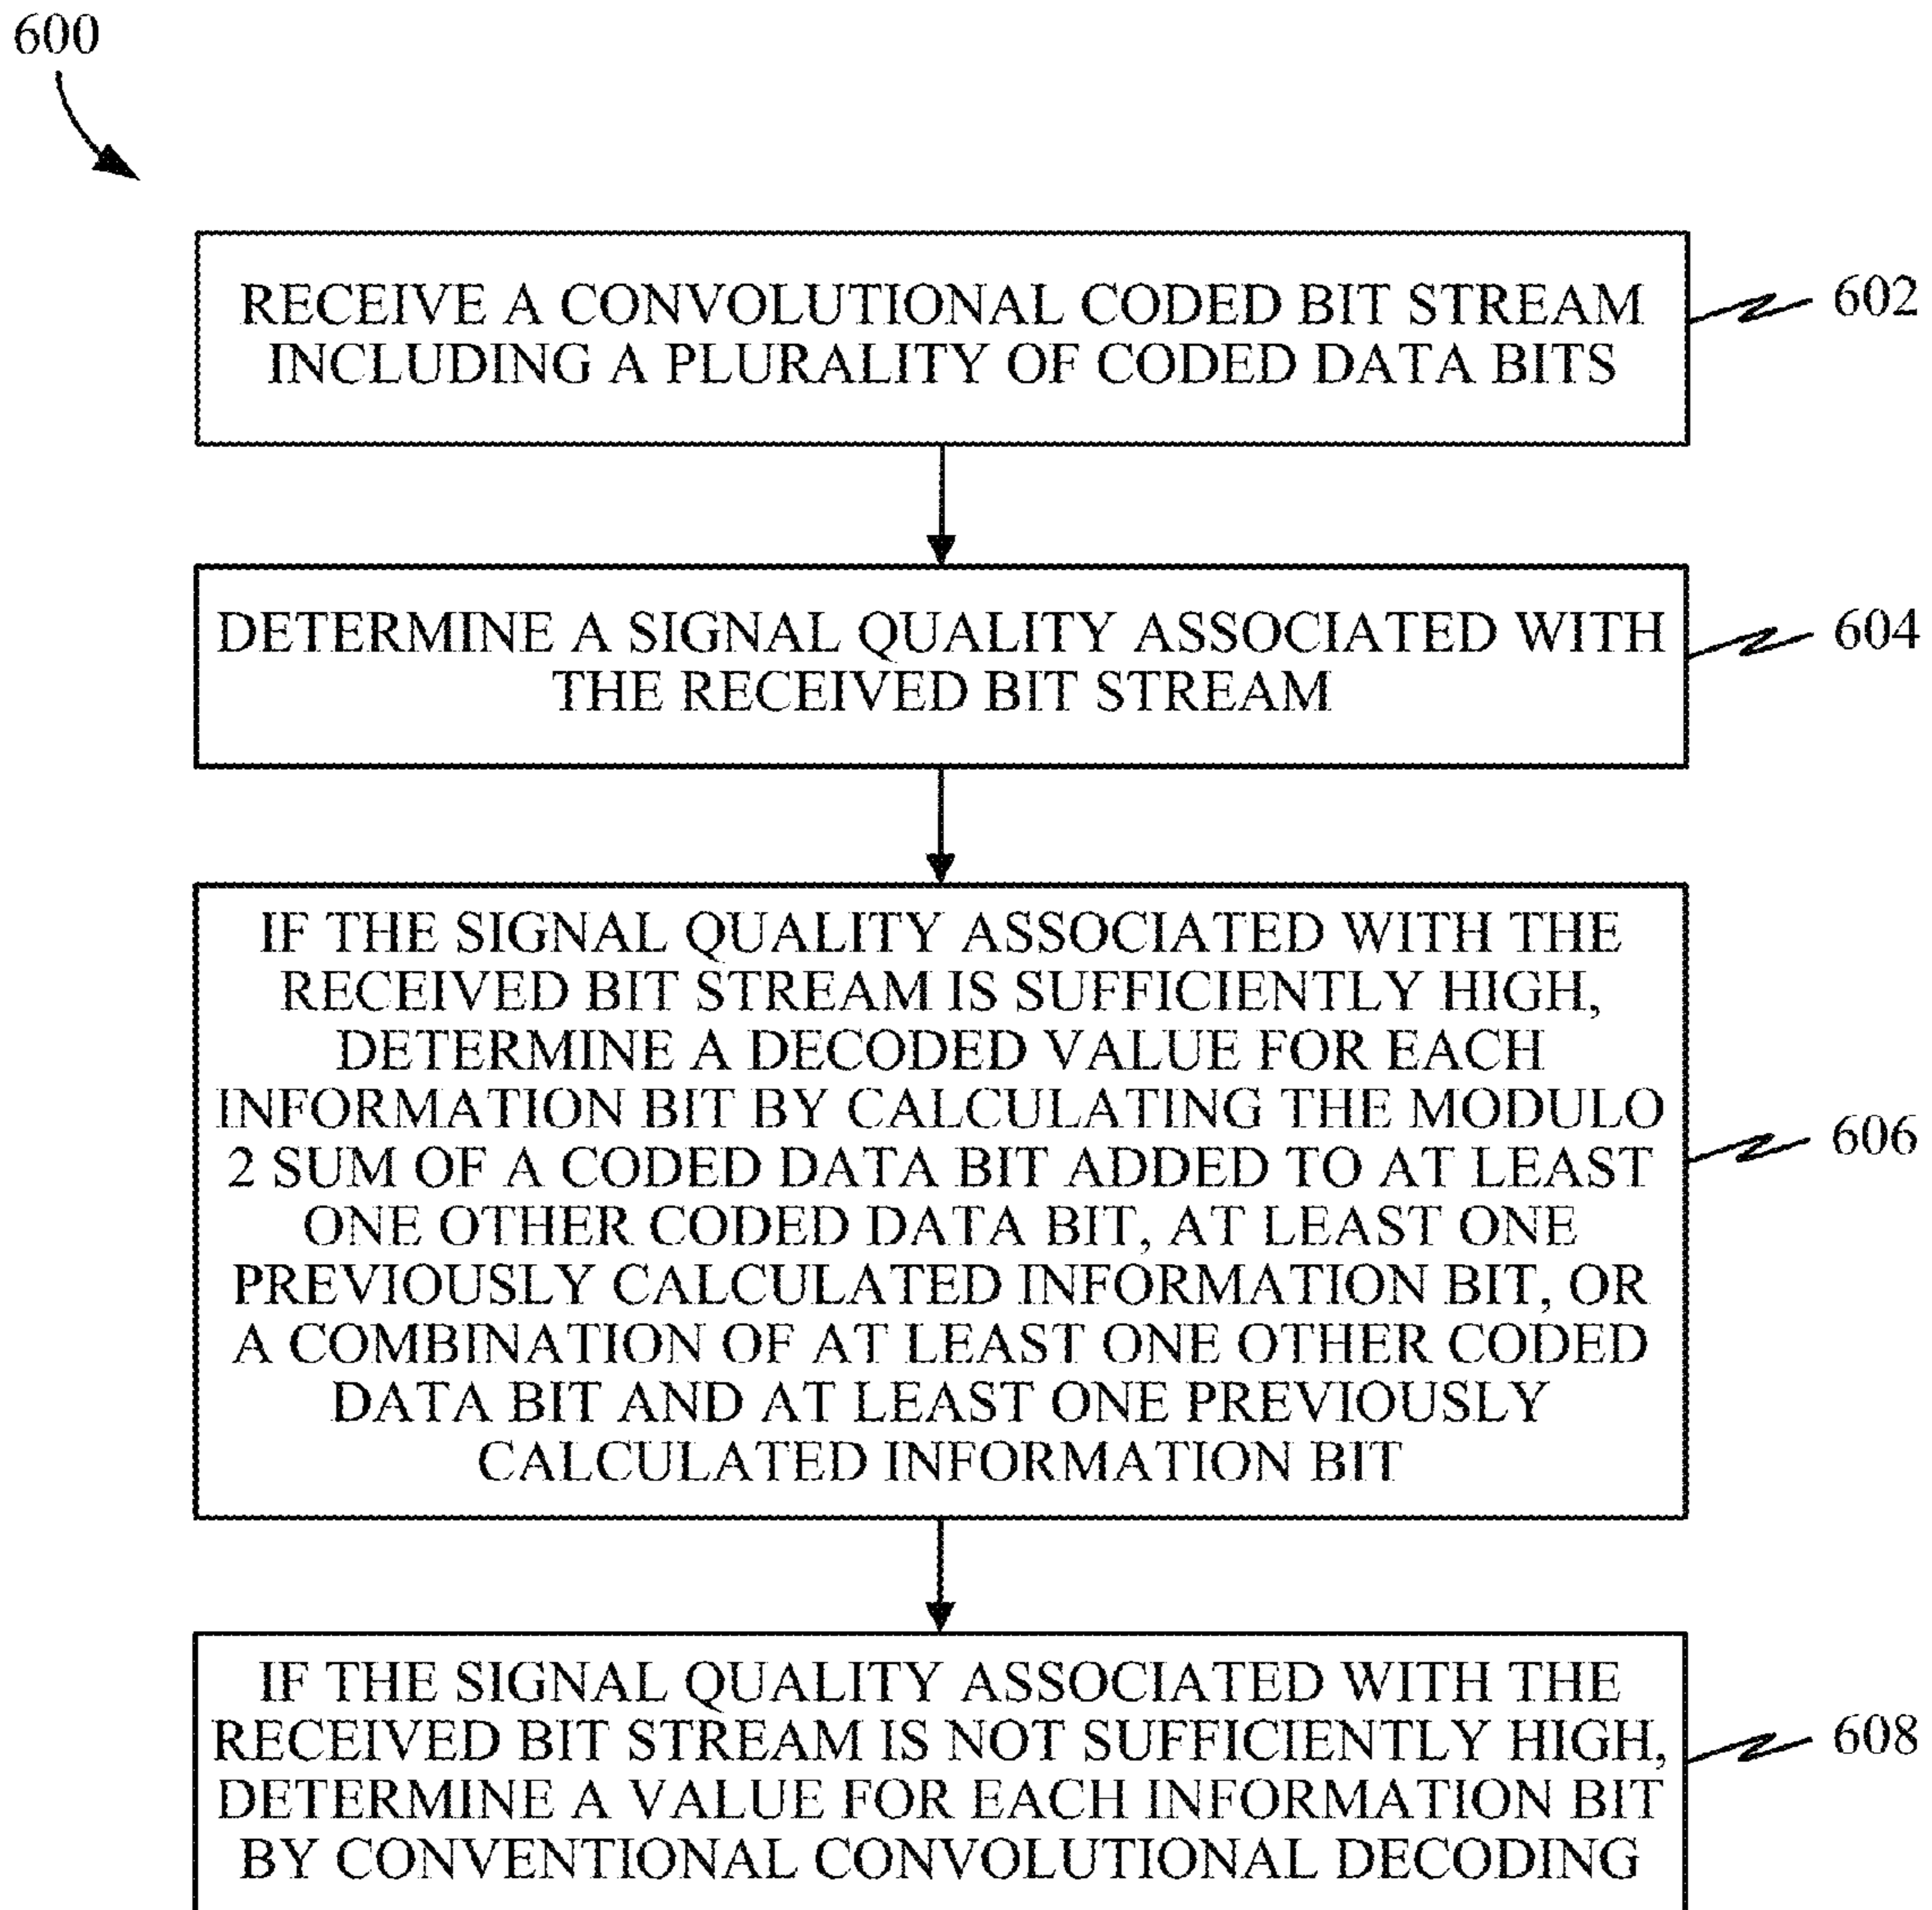 600
RECEIVE A CONVOLUTIONAL CODED BIT STREAM
INCLUDING A PLURALITY OF CODED DATA BITS
602
DETERMINE A SIGNAL QUALITY ASSOCIATED WITH
THE RECEIVED BIT STREAM
604
IF THE SIGNAL QUALITY ASSOCIATED WITH THE
RECEIVED BIT STREAM IS SUFFICIENTLY HIGH,
DETERMINE A DECODED VALUE FOR EACH
INFORMATION BIT BY CALCULATING THE MODULO
2 SUM OF A CODED DATA BIT ADDED TO AT LEAST
ONE OTHER CODED DATA BIT, AT LEAST ONE
PREVIOUSLY CALCULATED INFORMATION BIT, OR
A COMBINATION OF AT LEAST ONE OTHER CODED
DATA BIT AND AT LEAST ONE PREVIOUSLY
CALCULATED INFORMATION BIT
606
IF THE SIGNAL QUALITY ASSOCIATED WITH THE
RECEIVED BIT STREAM IS NOT SUFFICIENTLY HIGH,
DETERMINE A VALUE FOR EACH INFORMATION BIT
BY CONVENTIONAL CONVOLUTIONAL DECODING
608